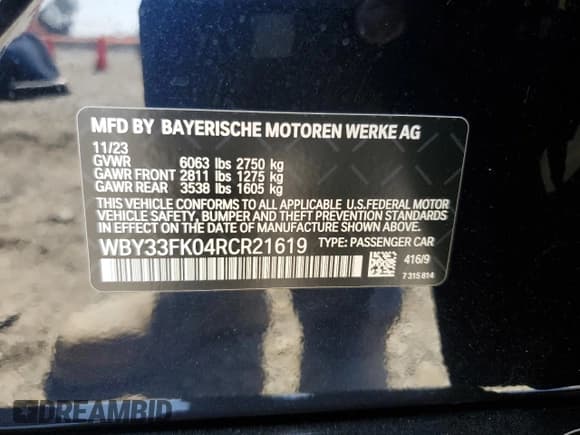 MFD BY BAYERISCHE MOTOREN WERKE AG
11/23
GVWR 6063 lbs 2750 kg
GAWR FRONT 2811 lbs 1275 kg
GAWR REAR 3538 lbs 1605 kg
THIS VEHICLE CONFORMS TO ALL APPLICABLE U.S.FEDERAL MOTOR
VEHICLE SAFETY, BUMPER AND THEFT PREVENTION STANDARDS
IN EFFECT ON THE DATE OF MANUFACTURE SHOWN ABOVE.
WBY33FK04RCR21619 TYPE: PASSENGER CAR
416/9
7 315 814
DREAMBID